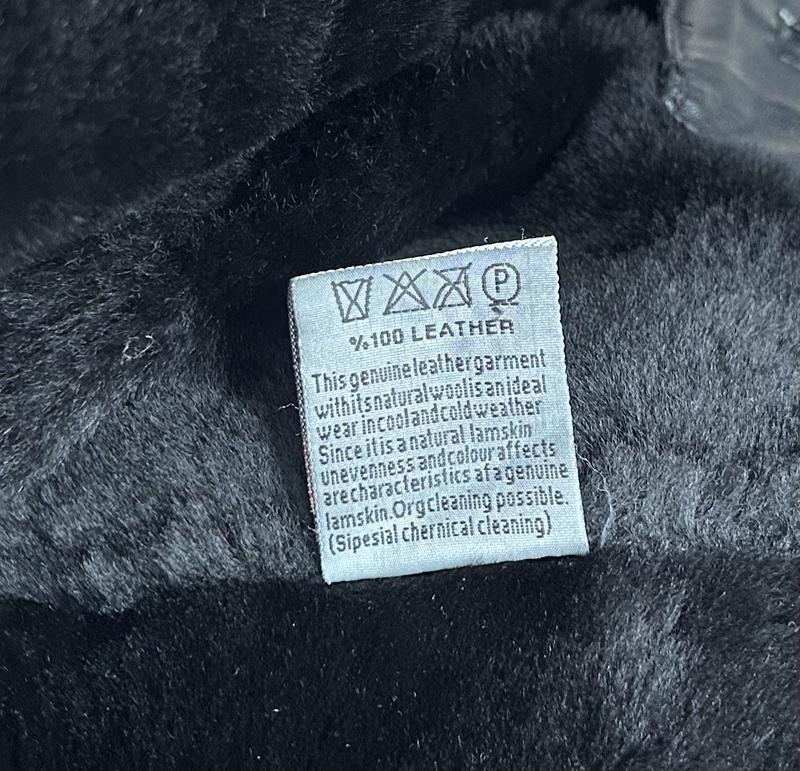 P
%100 LEATHER
This genuine leather garment
with its natural wool is an ideal
wear in cool and cold weather
Since it is a natural lamskin
unevenness and colour affects
are characteristics af a genuine
lamskin.Org cleaning possible.
(Sipesial chernical cleaning)